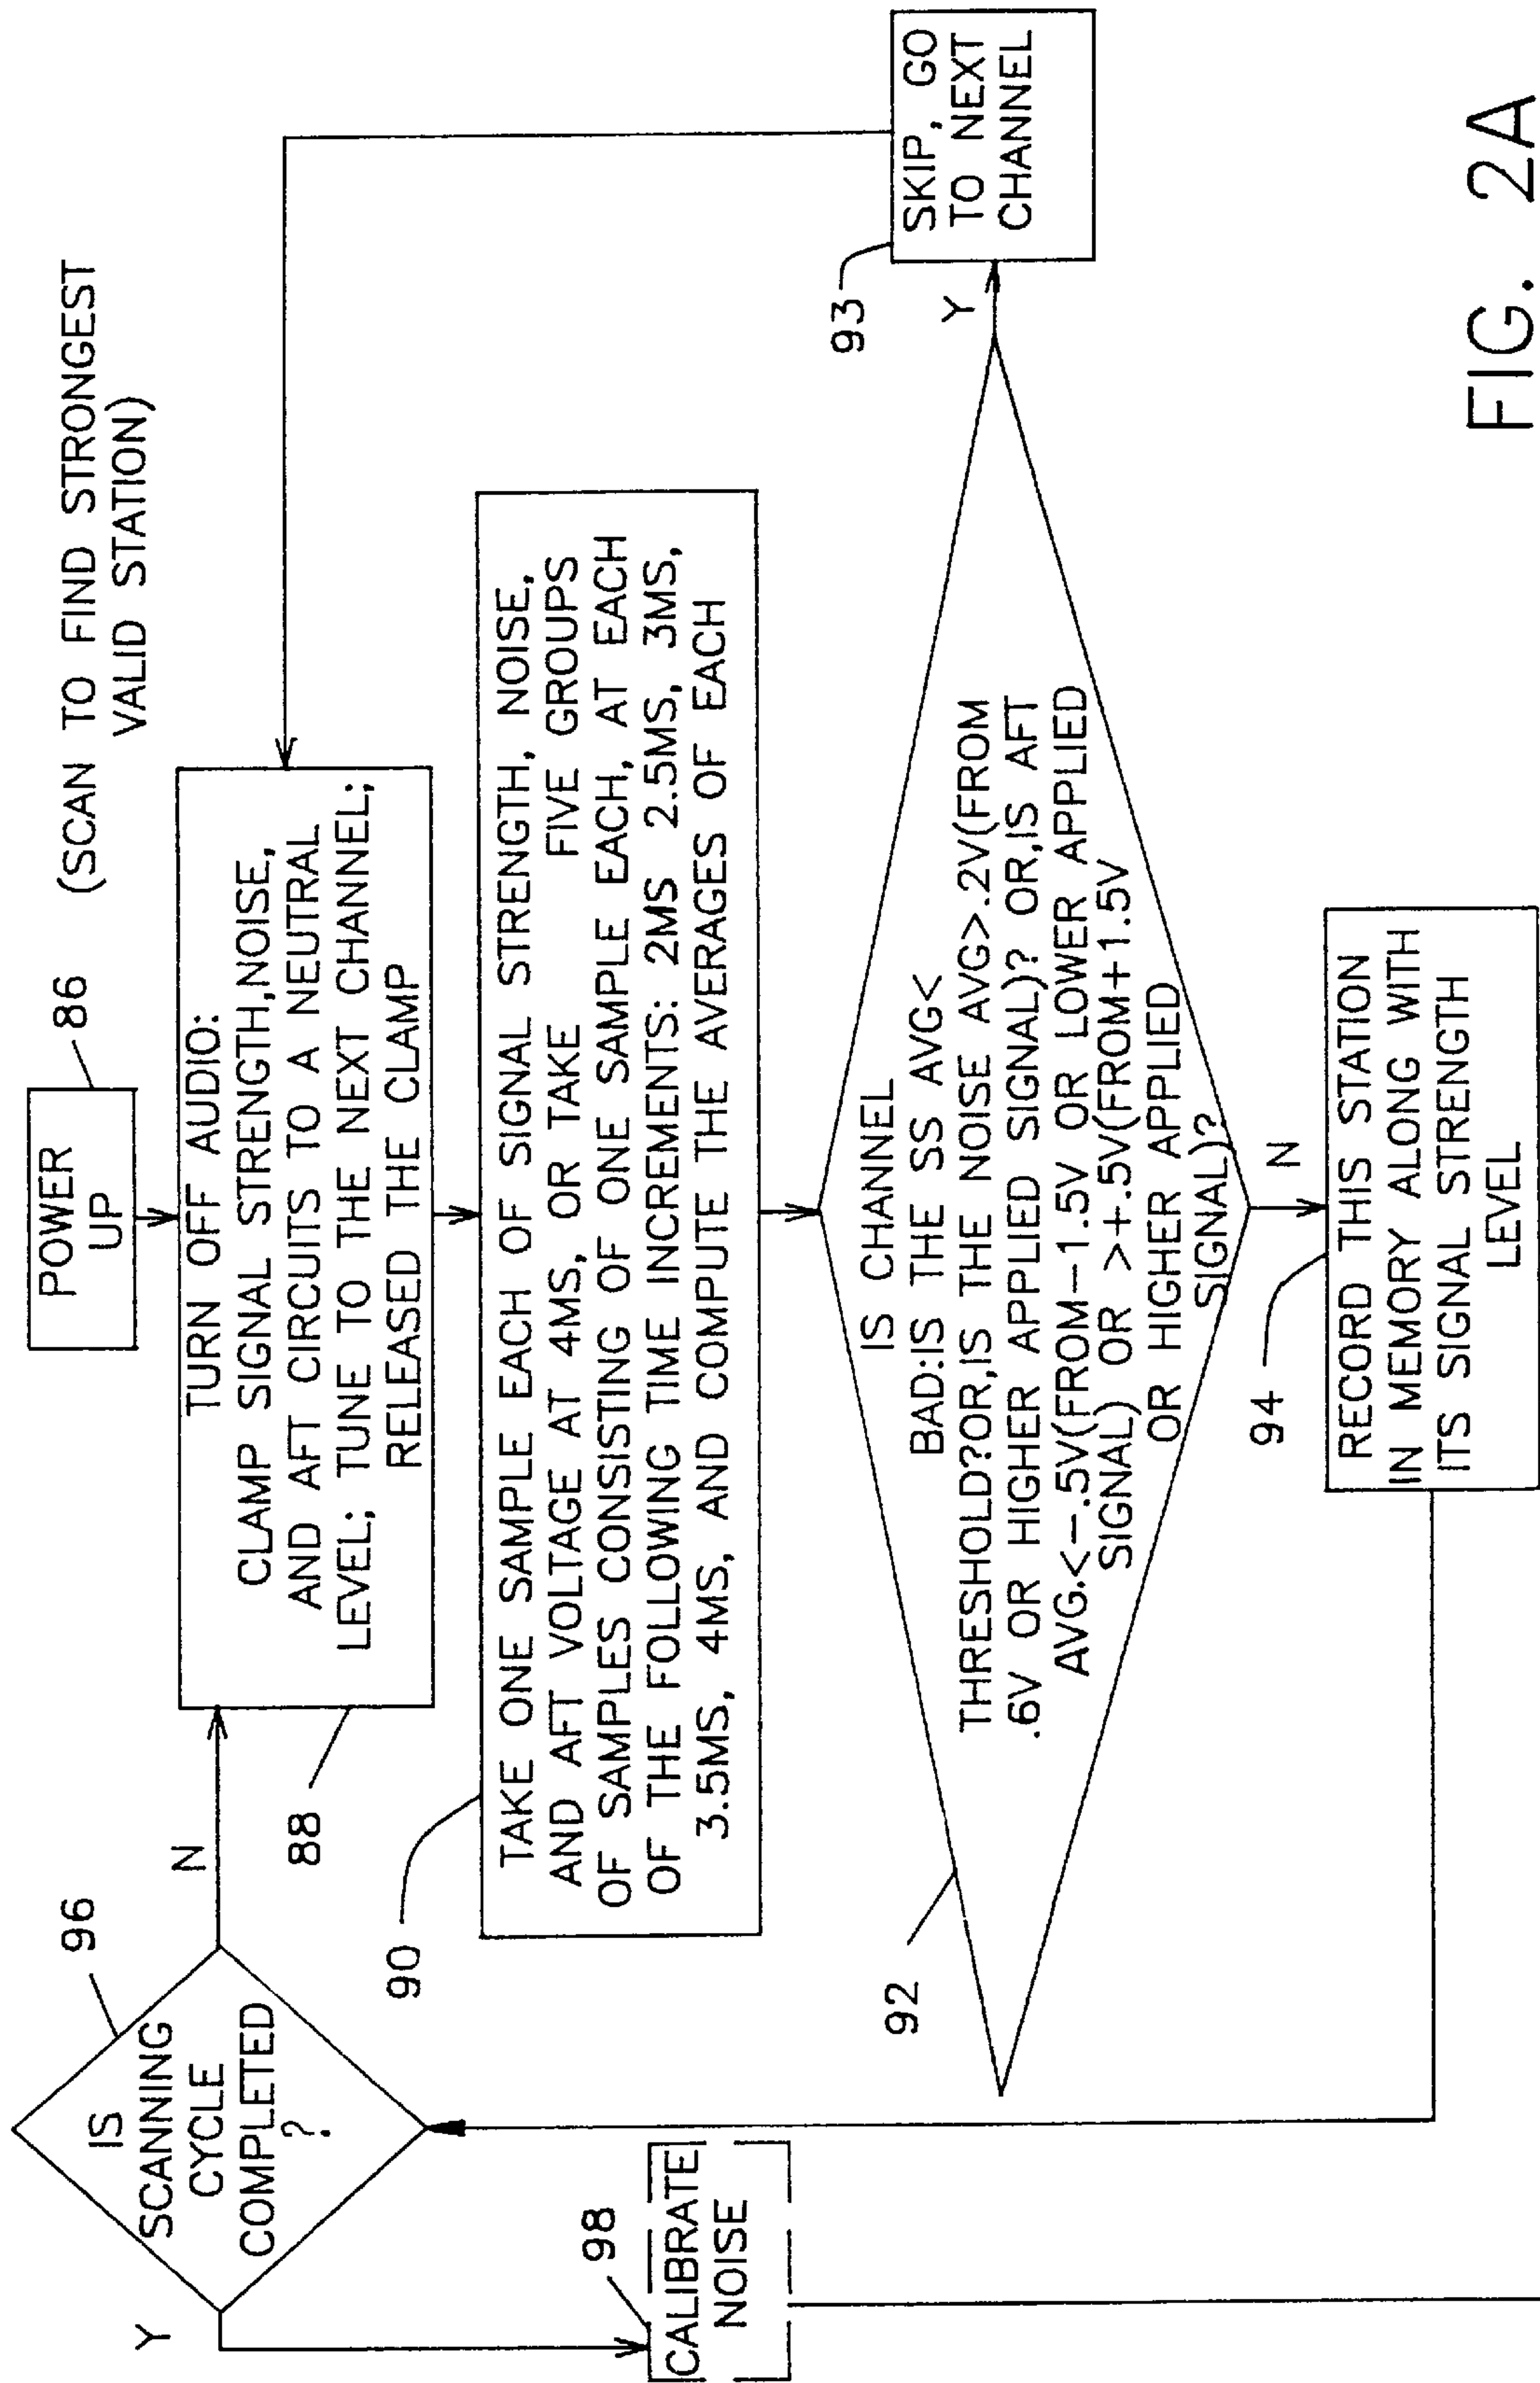 86
POWER
UP
(SCAN TO FIND STRONGEST
VALID STATION)
96
IS
SCANNING
CYCLE
COMPLETED
?
N
Y
88
TURN OFF AUDIO:
CLAMP SIGNAL STRENGTH,NOISE,
AND AFT CIRCUITS TO A NEUTRAL
LEVEL; TUNE TO THE NEXT CHANNEL;
RELEASED THE CLAMP
90
TAKE ONE SAMPLE EACH OF SIGNAL STRENGTH, NOISE,
AND AFT VOLTAGE AT 4MS, OR TAKE FIVE GROUPS
OF SAMPLES CONSISTING OF ONE SAMPLE EACH, AT EACH
OF THE FOLLOWING TIME INCREMENTS: 2MS 2.5MS, 3MS,
3.5MS, 4MS, AND COMPUTE THE AVERAGES OF EACH
98
CALIBRATE
NOISE
92
IS CHANNEL
BAD:IS THE SS AVG<
THRESHOLD?OR,IS THE NOISE AVG>.2V(FROM
.6V OR HIGHER APPLIED SIGNAL)? OR,IS AFT
AVG.<-.5V(FROM-1.5V OR LOWER APPLIED
SIGNAL) OR >+.5V(FROM+1.5V
OR HIGHER APPLIED
SIGNAL)?
Y
93
SKIP, GO
TO NEXT
CHANNEL
N
94
RECORD THIS STATION
IN MEMORY ALONG WITH
ITS SIGNAL STRENGTH
LEVEL
FIG. 2A